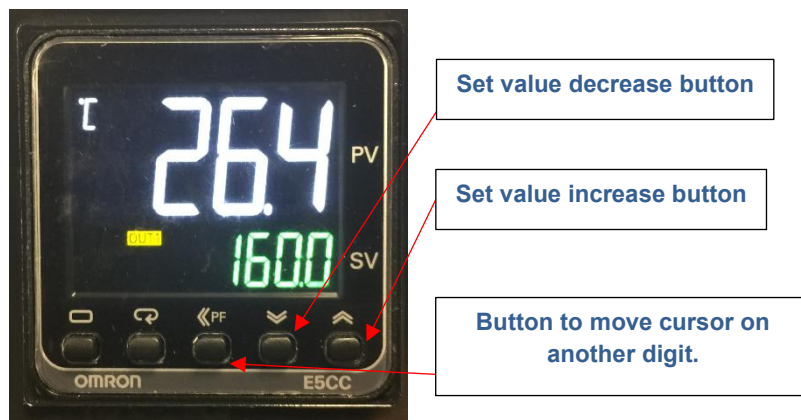 ℃
26.4
PV
OUT1
160.0
SV
PF
OMRON
E5CC
Set value decrease button
Set value increase button
Button to move cursor on
another digit.